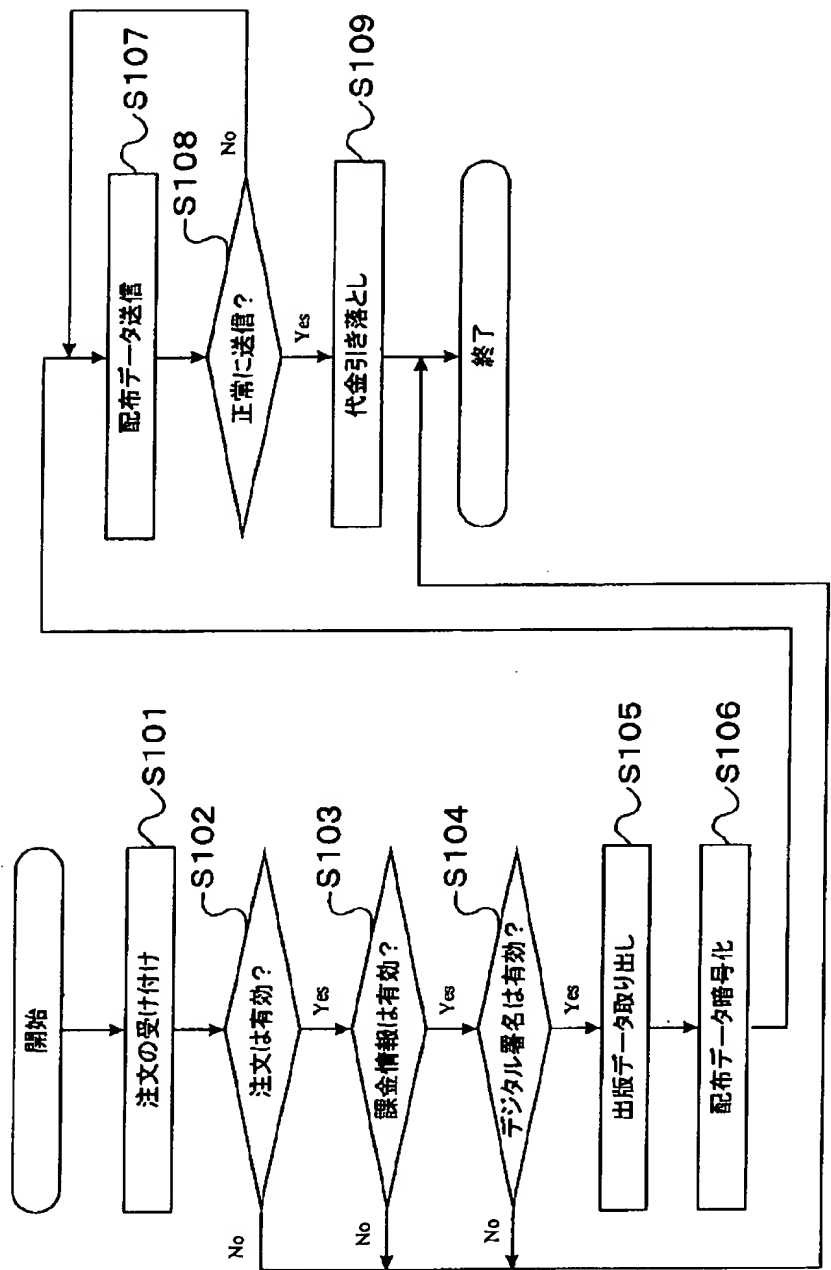 開始
注文の受け付け
S101
注文は有効？
S102
No
Yes
課金情報は有効？
S103
No
Yes
デジタル署名は有効？
S104
No
Yes
出版データ取り出し
S105
配布データ暗号化
S106
配布データ送信
S107
正常に送信？
S108
No
Yes
代金引き落とし
S109
終了